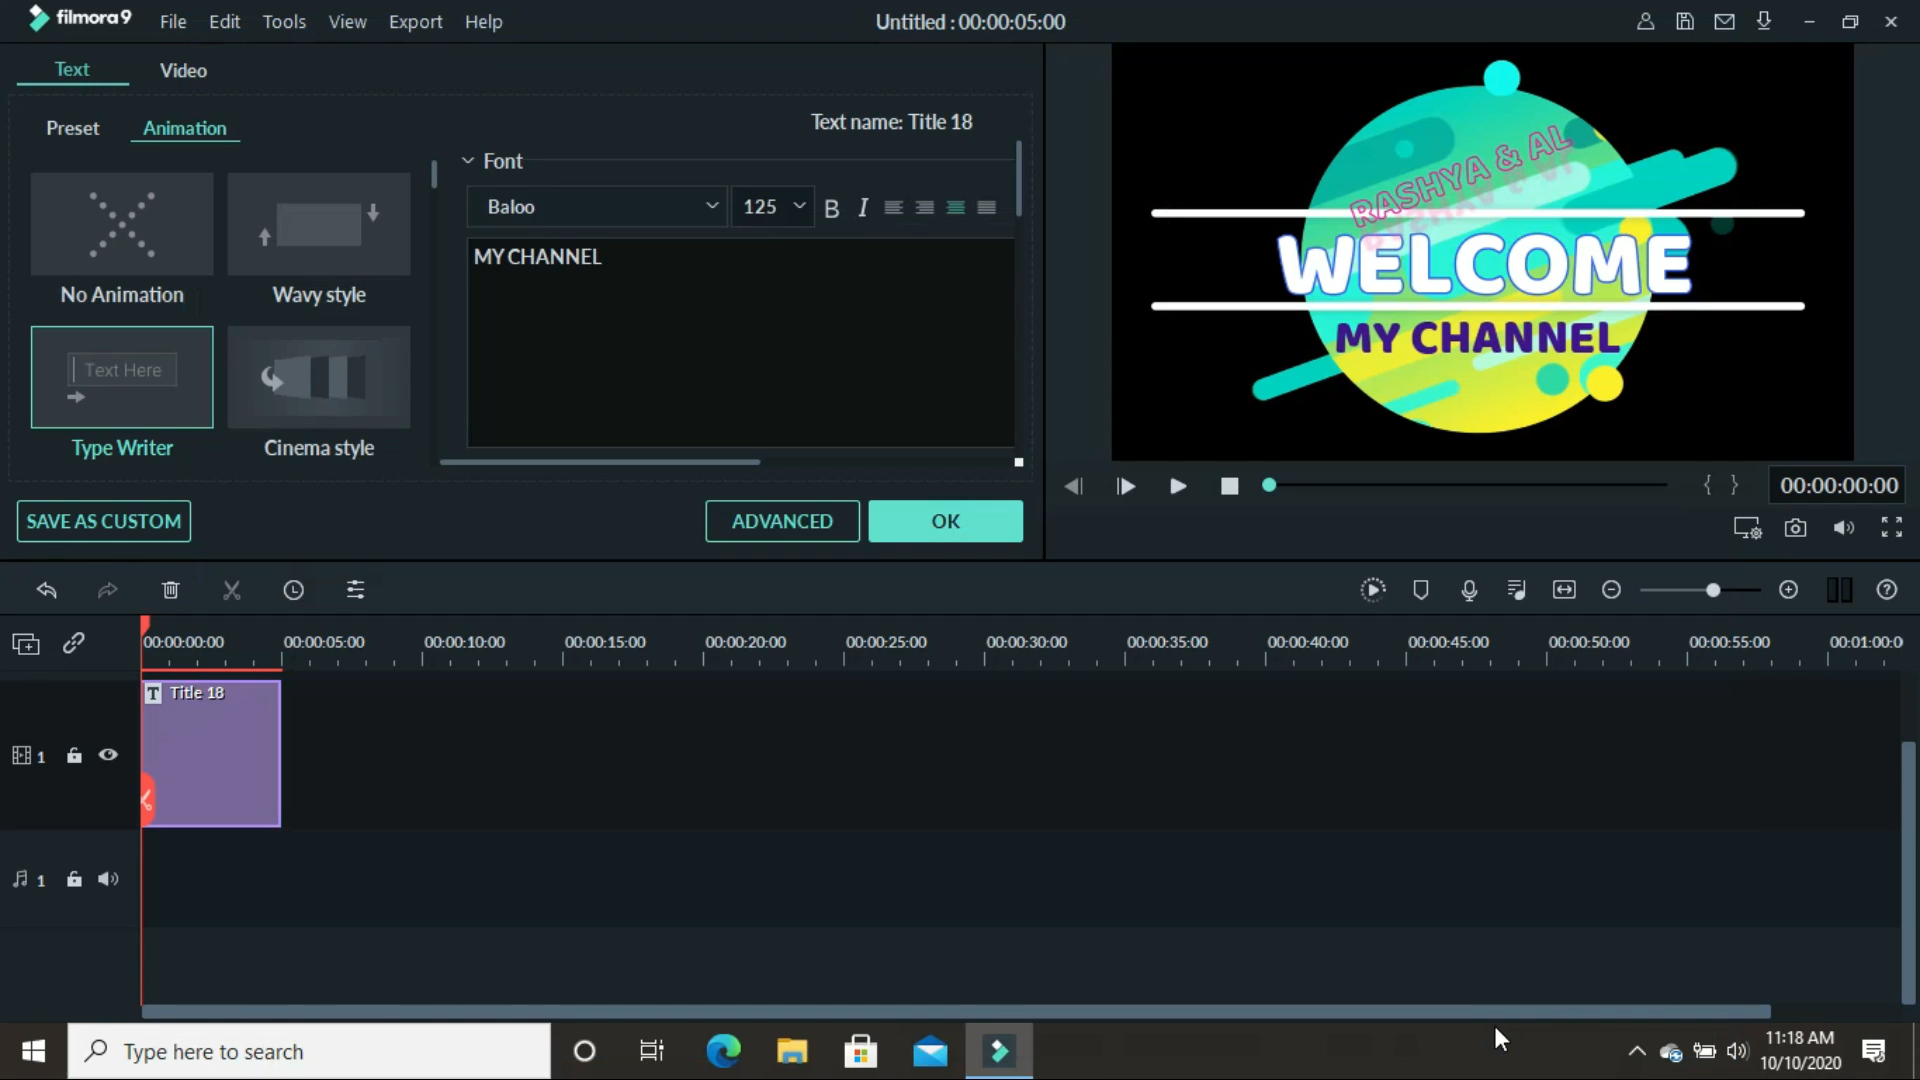 filmora9 File Edit Tools View Export Help Untitled : 00:00:05:00
Text Video
Preset Animation Text name: Title 18
Font
Baloo 125 B I
MY CHANNEL
No Animation Wavy style
Text Here
Type Writer Cinema style
SAVE AS CUSTOM ADVANCED OK
RASHYA & AL
WELCOME
MY CHANNEL
{ } 00:00:00:00
00:00:00:00 00:00:05:00 00:00:10:00 00:00:15:00 00:00:20:00 00:00:25:00 00:00:30:00 00:00:35:00 00:00:40:00 00:00:45:00 00:00:50:00 00:00:55:00 00:01:00:0
T Title 18
1
1
Type here to search
11:18 AM
10/10/2020